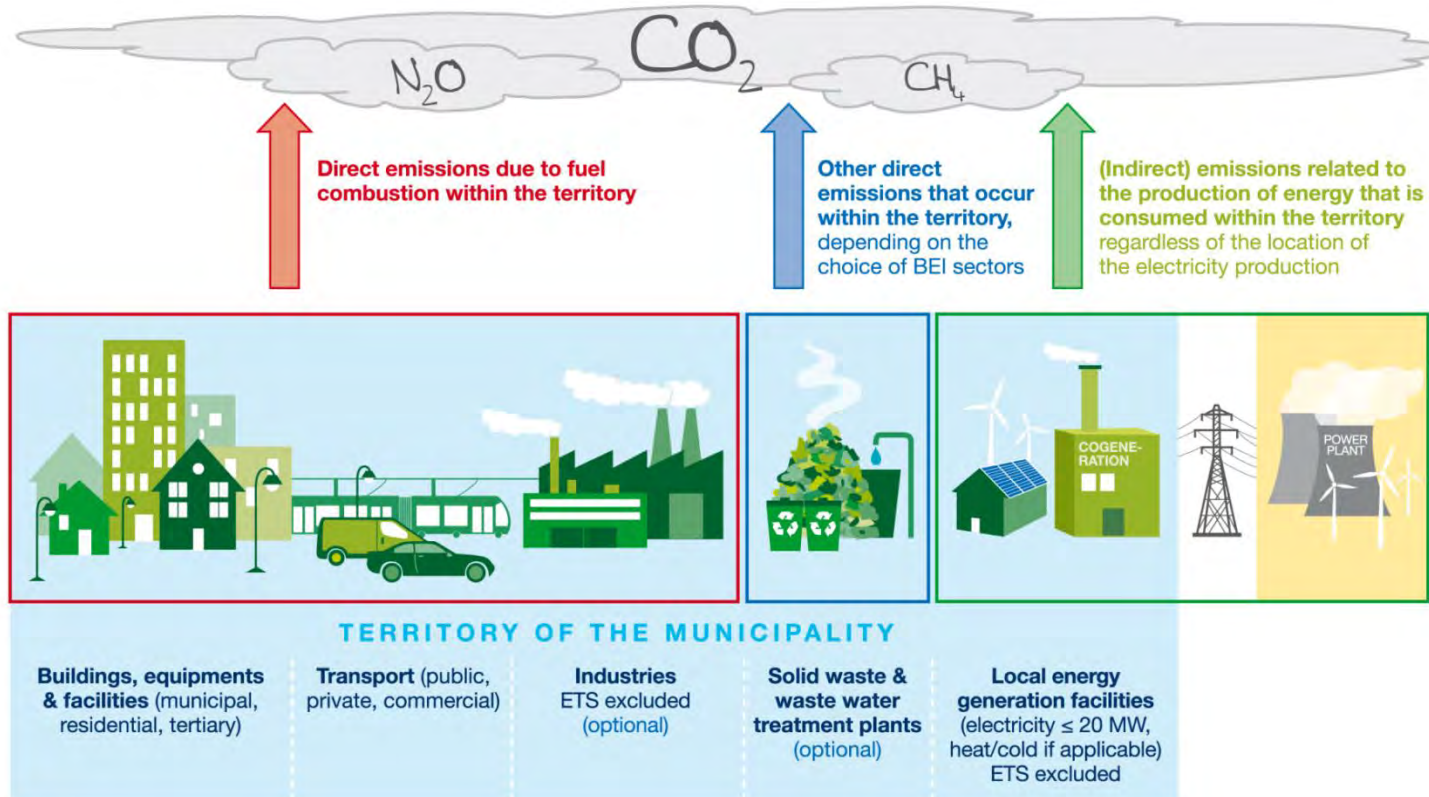 CO₂
N₂O
CH₄
Direct emissions due to fuel
combustion within the territory
Other direct
emissions that occur
within the territory,
depending on the
choice of BEI sectors
(Indirect) emissions related to
the production of energy that is
consumed within the territory
regardless of the location of
the electricity production
COGENE-
RATION
POWER
PLANT
TERRITORY OF THE MUNICIPALITY
Buildings, equipments
& facilities (municipal,
residential, tertiary)
Transport (public,
private, commercial)
Industries
ETS excluded
(optional)
Solid waste &
waste water
treatment plants
(optional)
Local energy
generation facilities
(electricity ≤ 20 MW,
heat/cold if applicable)
ETS excluded